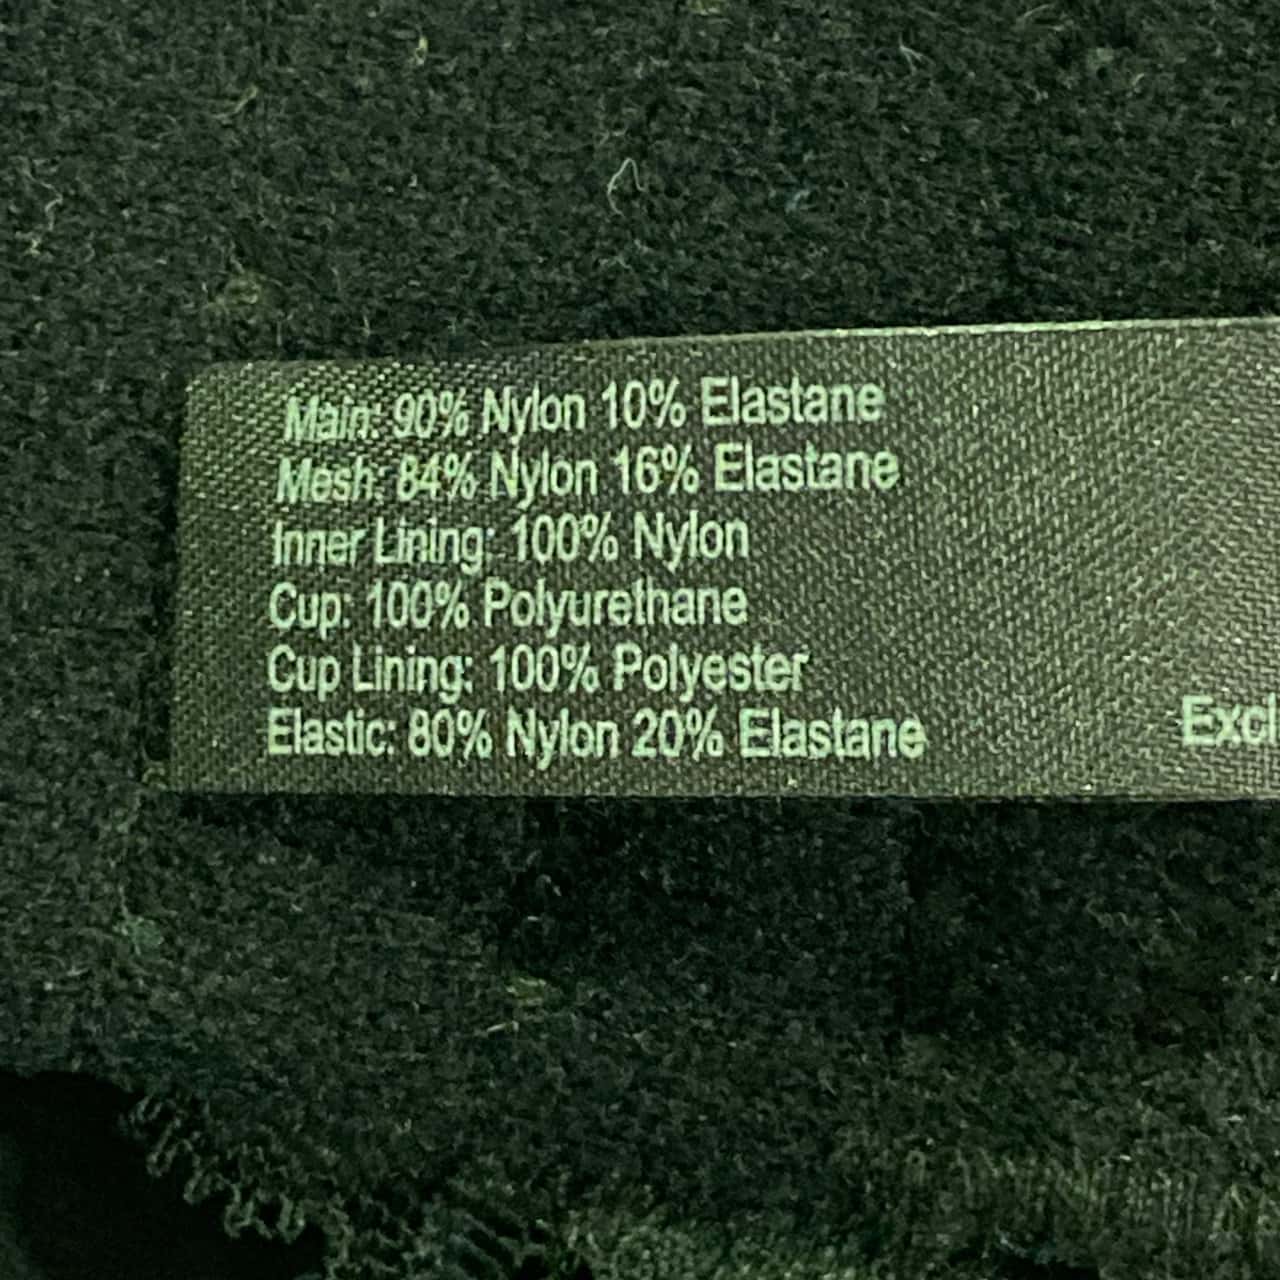 Main: 90% Nylon 10% Elastane
Mesh: 84% Nylon 16% Elastane
Inner Lining: 100% Nylon
Cup: 100% Polyurethane
Cup Lining: 100% Polyester
Elastic: 80% Nylon 20% Elastane